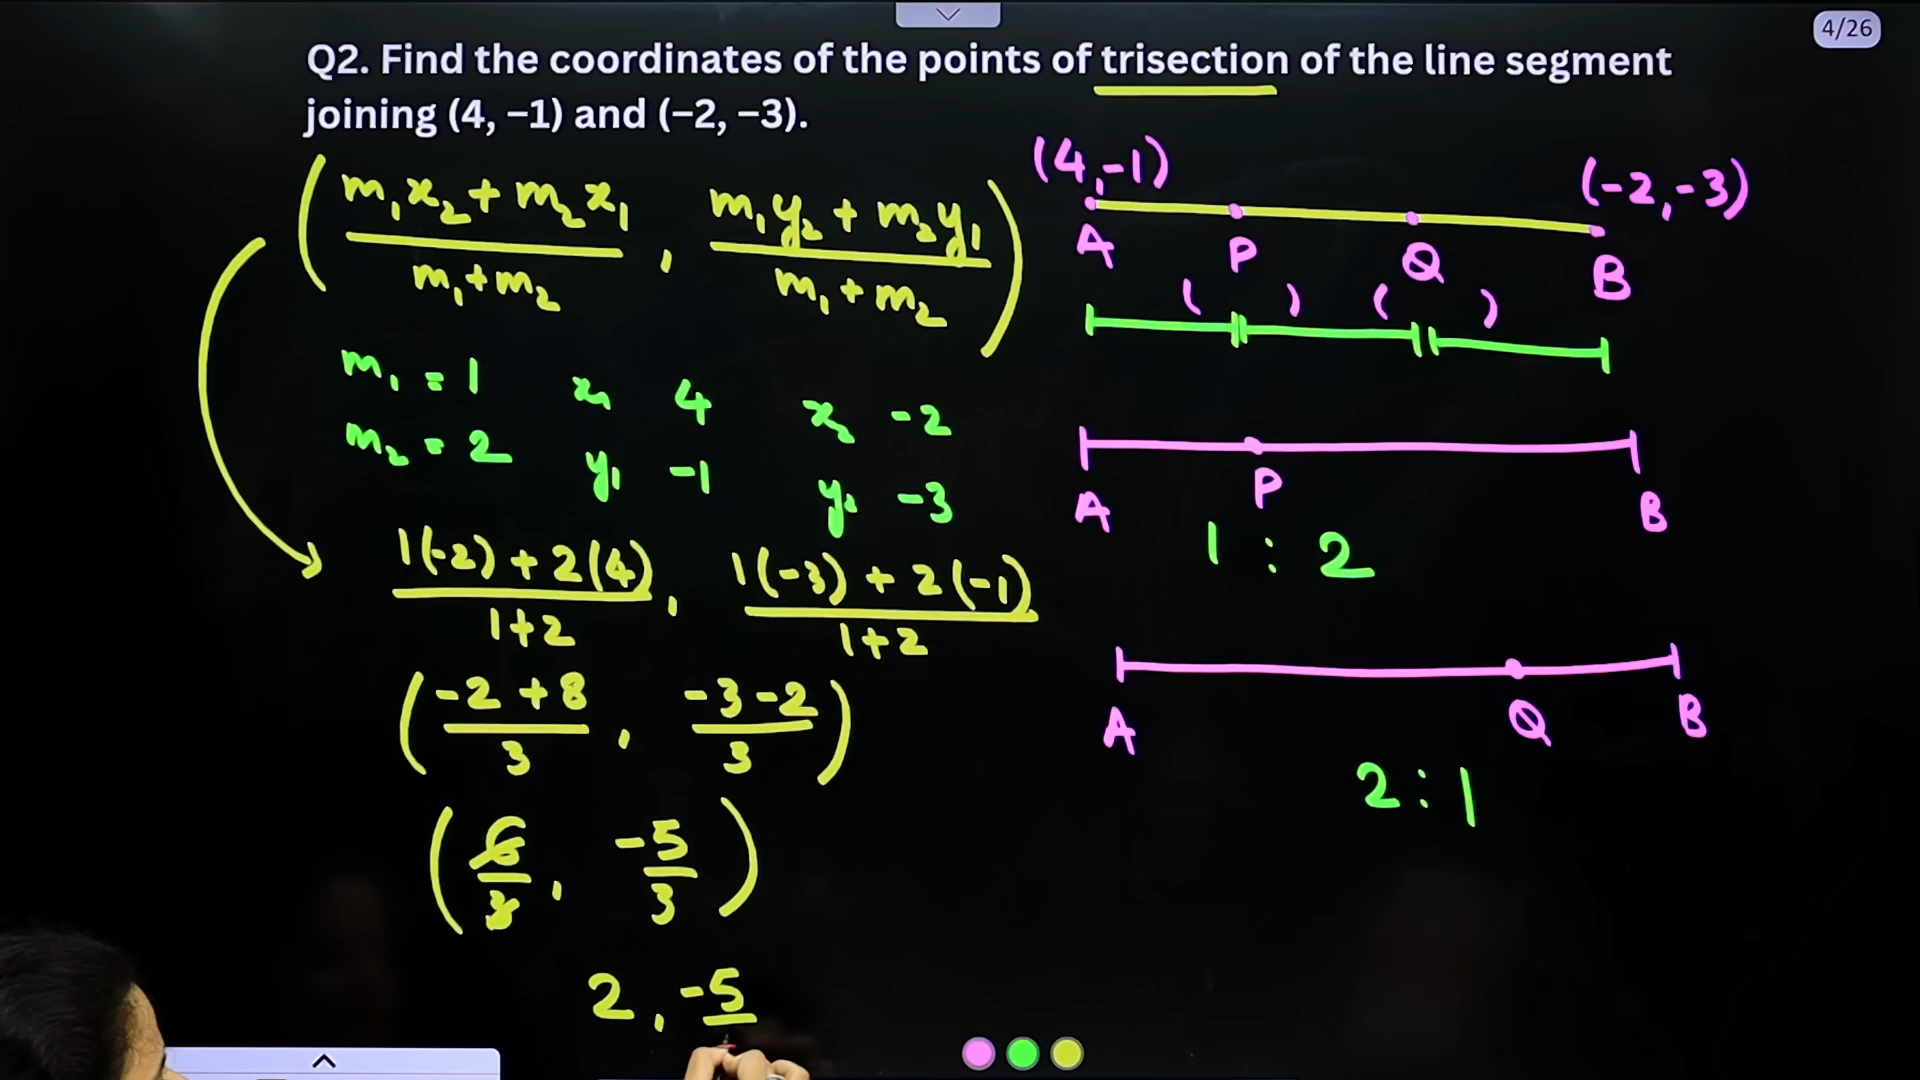 4/26
Q2. Find the coordinates of the points of trisection of the line segment
joining (4, –1) and (–2, –3).
(m₁x₂ + m₂x₁ / m₁+m₂ , m₁y₂ + m₂y₁ / m₁ + m₂)
m₁ = 1 x₁ 4 x₂ -2
m₂ = 2 y₁ -1 y₂ -3
1(-2) + 2(4) / 1+2 , 1(-3) + 2(-1) / 1+2
(-2 + 8 / 3 , -3 - 2 / 3)
(6/3 , -5/3)
2 , -5
(4,-1) (-2,-3)
A P Q B
( ) ( )
A P B
1 : 2
A Q B
2 : 1